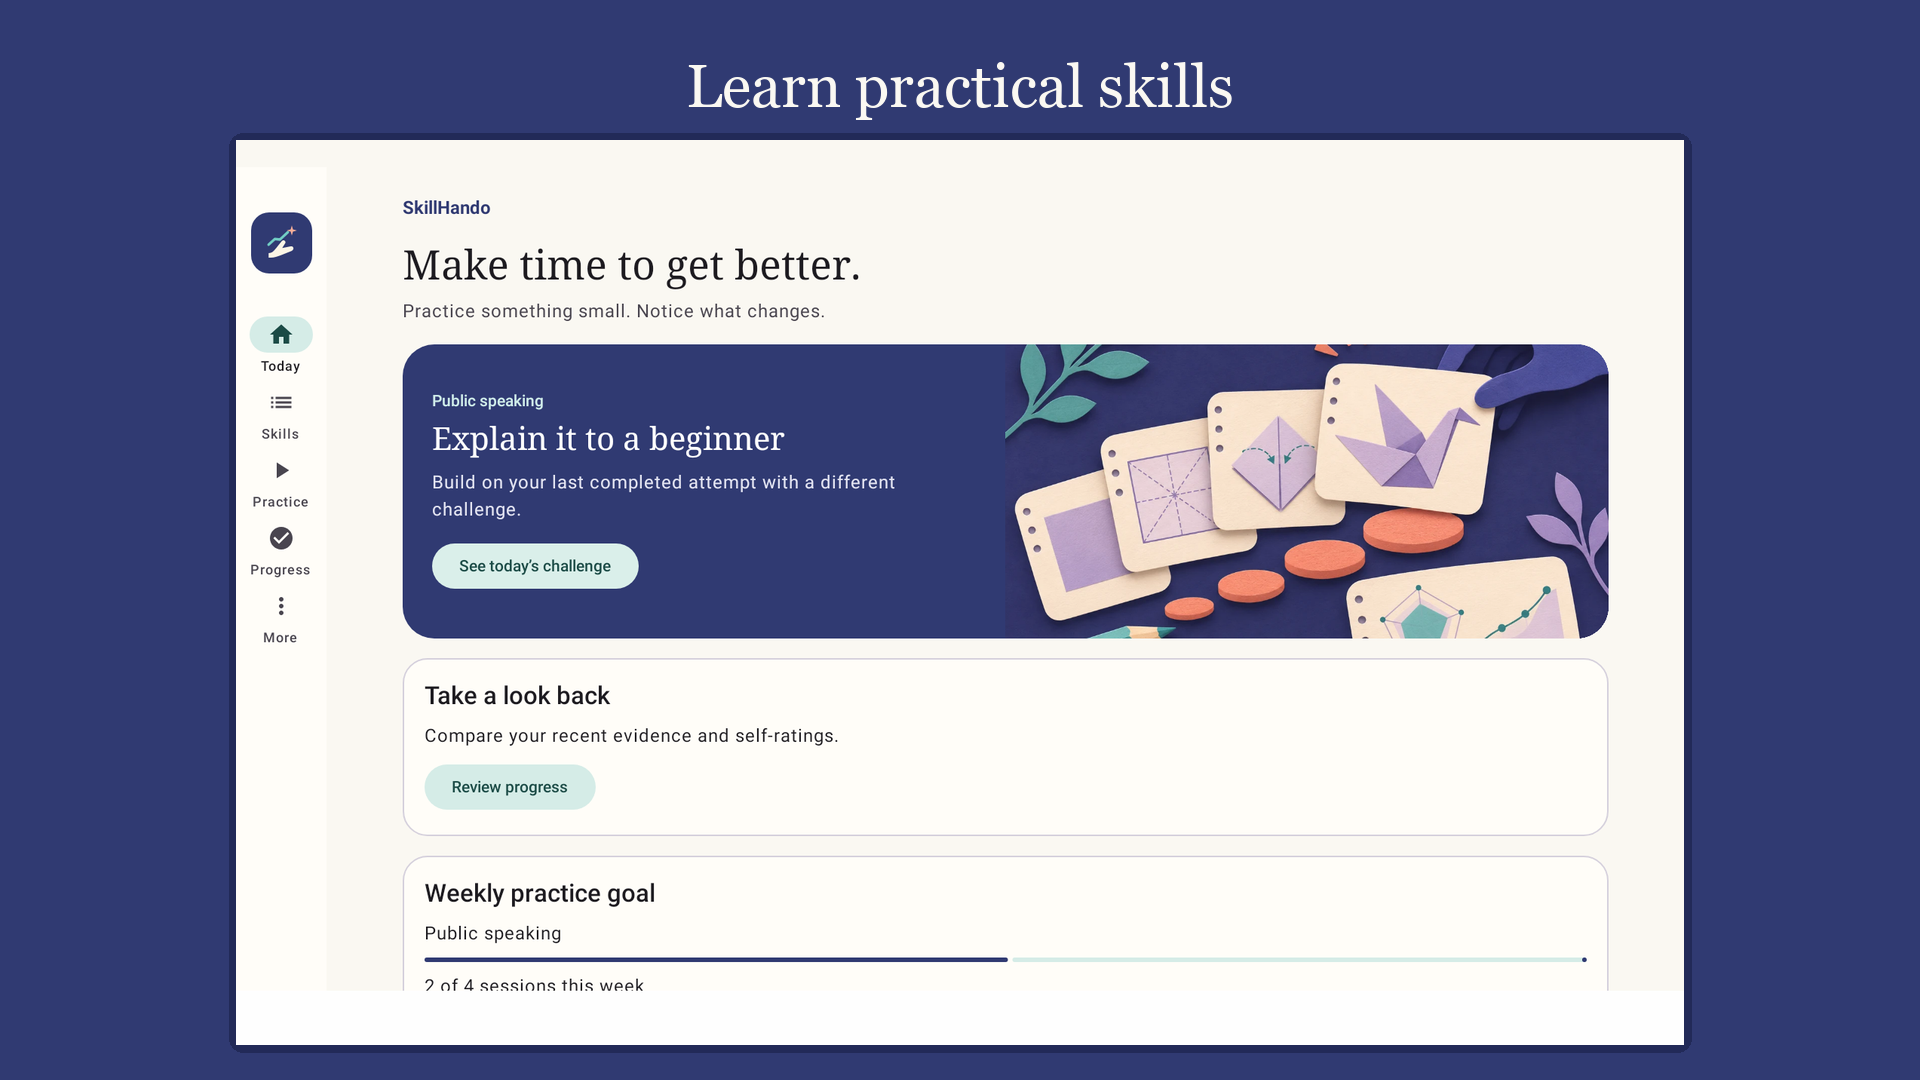 Learn practical skills
SkillHando
Make time to get better.
Practice something small. Notice what changes.
Today
Skills
Practice
Progress
More
Public speaking
Explain it to a beginner
Build on your last completed attempt with a different
challenge.
See today's challenge
Take a look back
Compare your recent evidence and self-ratings.
Review progress
Weekly practice goal
Public speaking
2 of 4 sessions this week